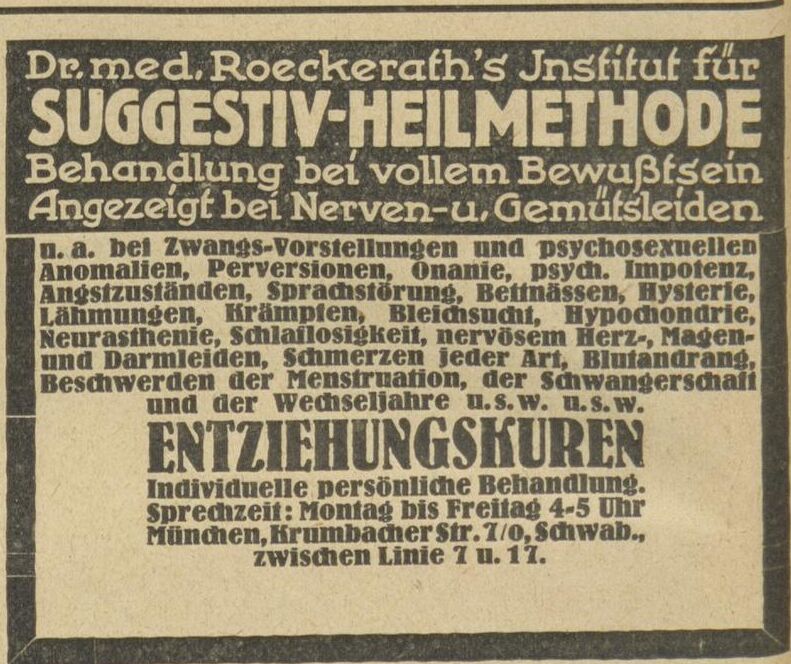 Dr. med. Roeckerath's Jnstitut für
SUGGESTIV-HEILMETHODE
Behandlung bei vollem Bewußtsein
Angezeigt bei Nerven- u. Gemütsleiden
u. a. bei Zwangs-Vorstellungen und psychosexuellen
Anomalien, Perversionen, Onanie, psych. Impotenz,
Angstzuständen, Sprachstörung, Bettnässen, Hysterie,
Lähmungen, Krämpfen, Bleichsucht, Hypochondrie,
Neurasthenie, Schlaflosigkeit, nervösem Herz-, Magen-
und Darmleiden, Schmerzen jeder Art, Blutandrang,
Beschwerden der Menstruation, der Schwangerschaft
und der Wechseljahre u.s.w. u.s.w.
ENTZIEHUNGSKUREN
Individuelle persönliche Behandlung.
Sprechzeit: Montag bis Freitag 4-5 Uhr
München, Krumbacher Str. 7/0, Schwab.,
zwischen Linie 7 u. 17.